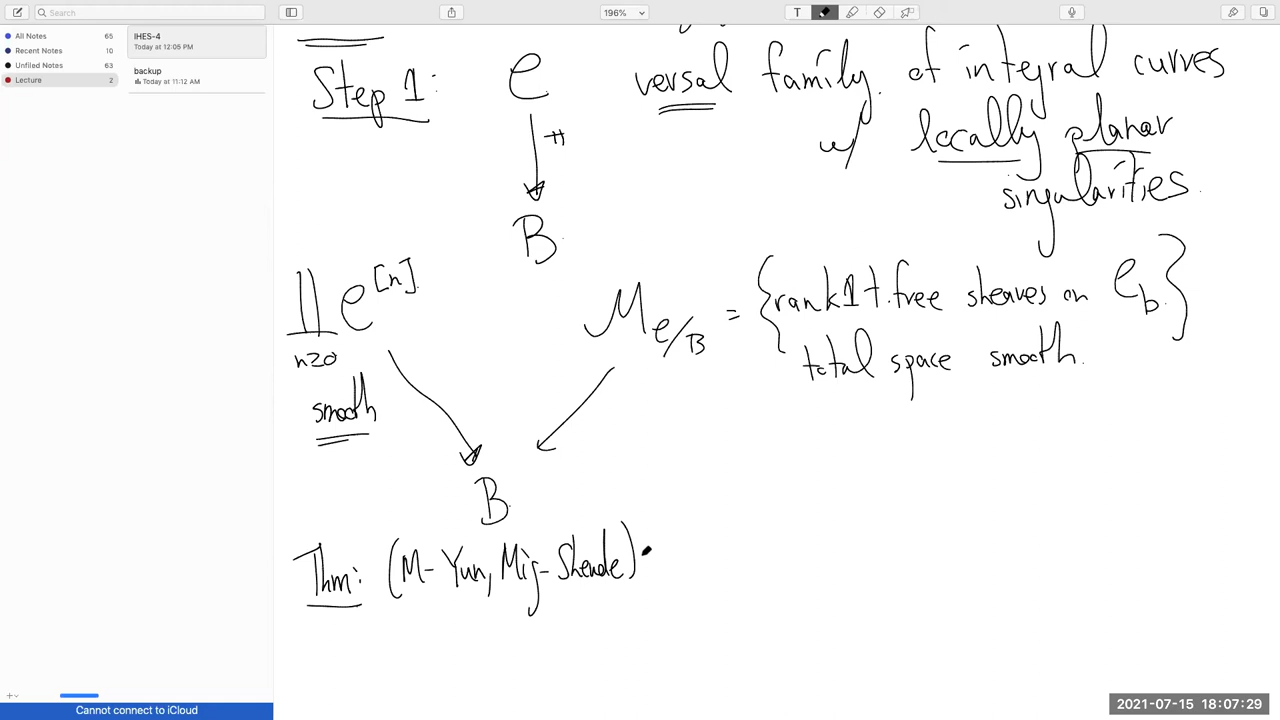 Search
196%
T
All Notes 65
Recent Notes 10
Unfiled Notes 63
Lecture 2
IHES-4
Today at 12:05 PM
backup
Today at 11:12 AM
Step 1: C versal family of integral curves
π w/ locally planar
singularities
B
∐ C^[n] M_C/B = {rank 1 t.free sheaves on C_b}
n≥0 total space smooth.
smooth
B
Thm: (M-Yun, Mig-Shende)
Cannot connect to iCloud
2021-07-15 18:07:29